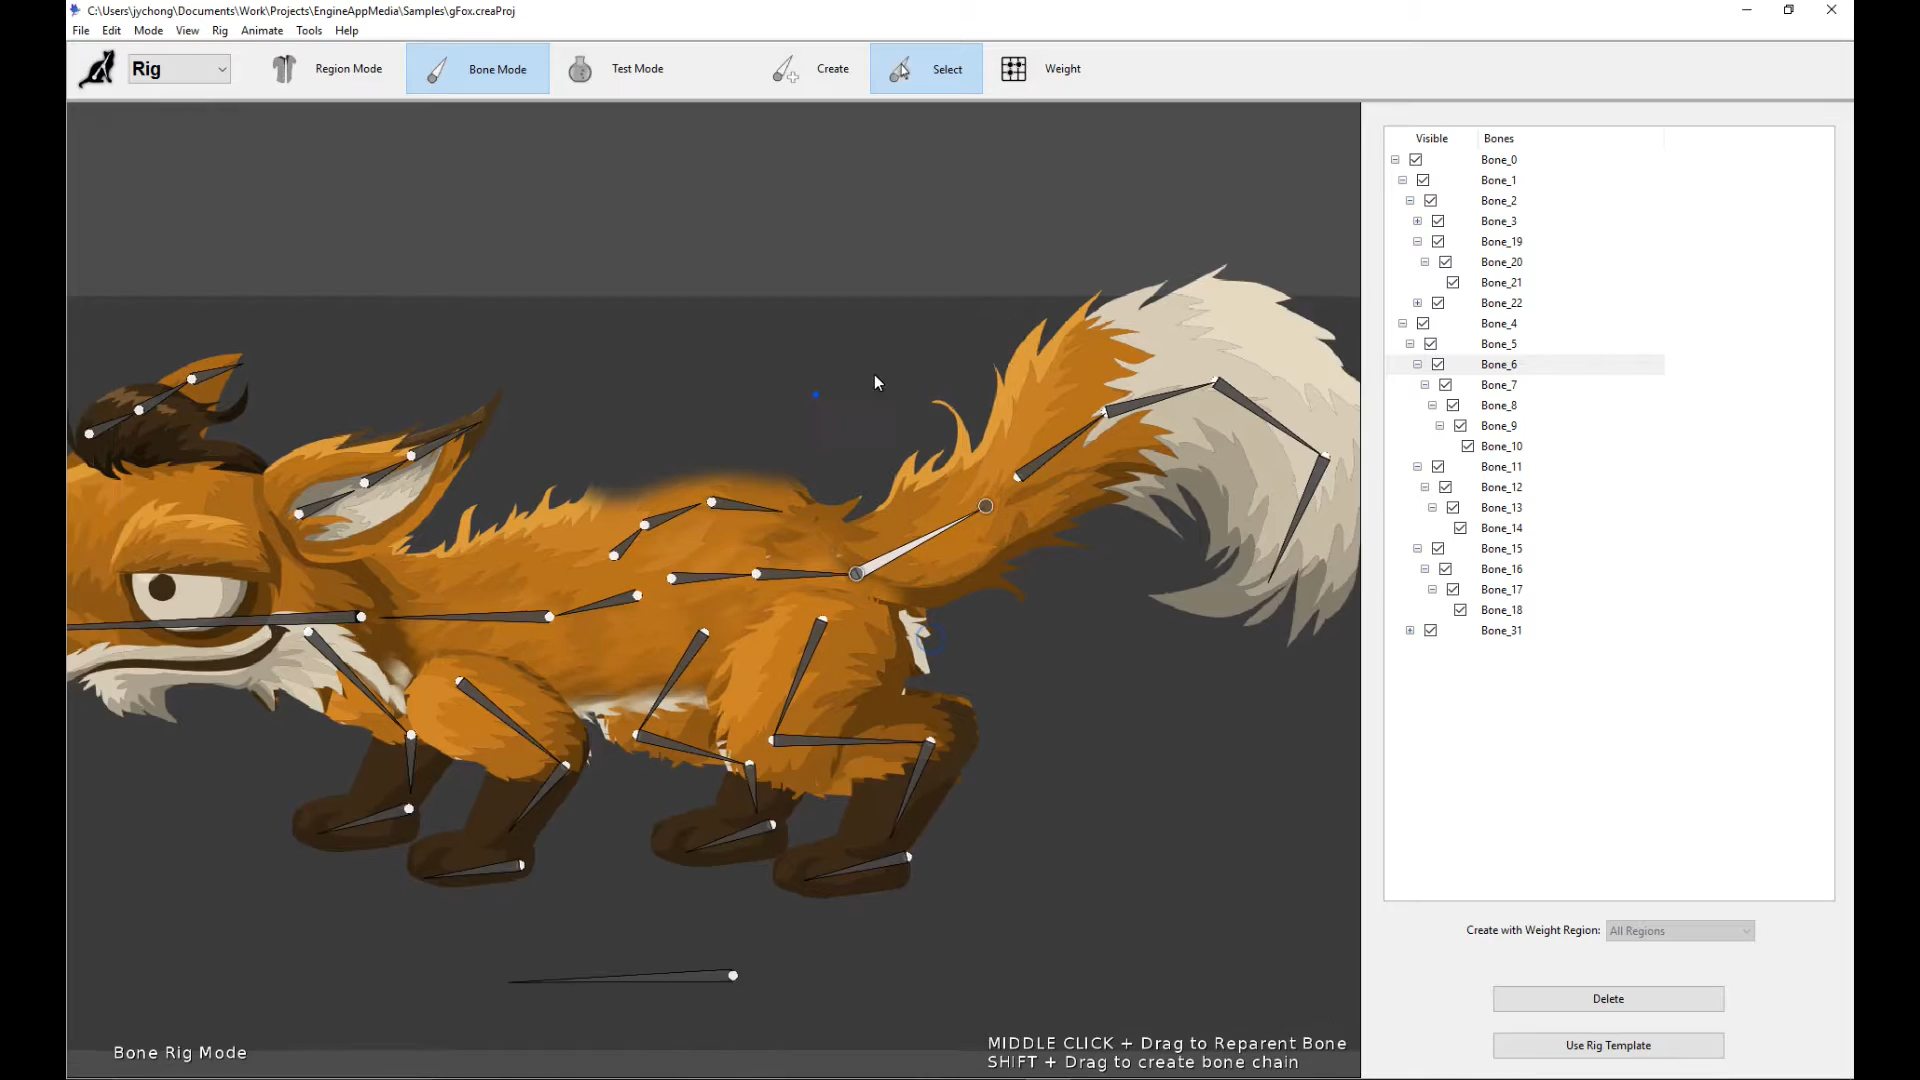 C:\Users\jychong\Documents\Work\Projects\EngineAppMedia\Samples\gFox.creaProj
File Edit Mode View Rig Animate Tools Help
Rig Region Mode Bone Mode Test Mode Create Select Weight
Visible Bones
Bone_0
Bone_1
Bone_2
Bone_3
Bone_19
Bone_20
Bone_21
Bone_22
Bone_4
Bone_5
Bone_6
Bone_7
Bone_8
Bone_9
Bone_10
Bone_11
Bone_12
Bone_13
Bone_14
Bone_15
Bone_16
Bone_17
Bone_18
Bone_31
Create with Weight Region: All Regions
Delete
Use Rig Template
Bone Rig Mode
MIDDLE CLICK + Drag to Reparent Bone
SHIFT + Drag to create bone chain